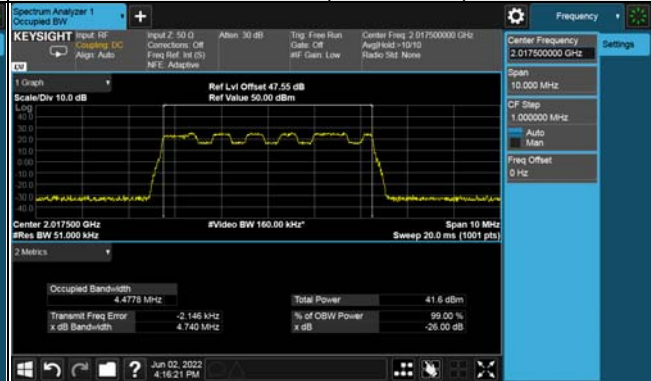 Spectrum Analyzer 1
Occupied BW
Frequency
KEYSIGHT
Input: RF
Coupling: DC
Align: Auto
Input Z: 50 Ω
Corrections: Off
Freq Ref: Int (S)
NFE: Adaptive
Atten: 30 dB
Trig: Free Run
Gate: Off
#IF Gain: Low
Center Freq: 2.017500000 GHz
Avg|Hold:>10/10
Radio Std: None
LXI
Center Frequency
2.017500000 GHz
Settings
Span
10.000 MHz
CF Step
1.000000 MHz
Auto
Man
Freq Offset
0 Hz
1 Graph
Scale/Div 10.0 dB
Ref Lvl Offset 47.55 dB
Ref Value 50.00 dBm
Log
40.0
30.0
20.0
10.0
0.00
-10.0
-20.0
-30.0
-40.0
Center 2.017500 GHz
#Res BW 51.000 kHz
#Video BW 160.00 kHz*
Span 10 MHz
Sweep 20.0 ms (1001 pts)
2 Metrics
Occupied Bandwidth
4.4778 MHz
Total Power
41.6 dBm
Transmit Freq Error
-2.146 kHz
% of OBW Power
99.00 %
x dB Bandwidth
4.740 MHz
x dB
-26.00 dB
Jun 02, 2022
4:16:21 PM